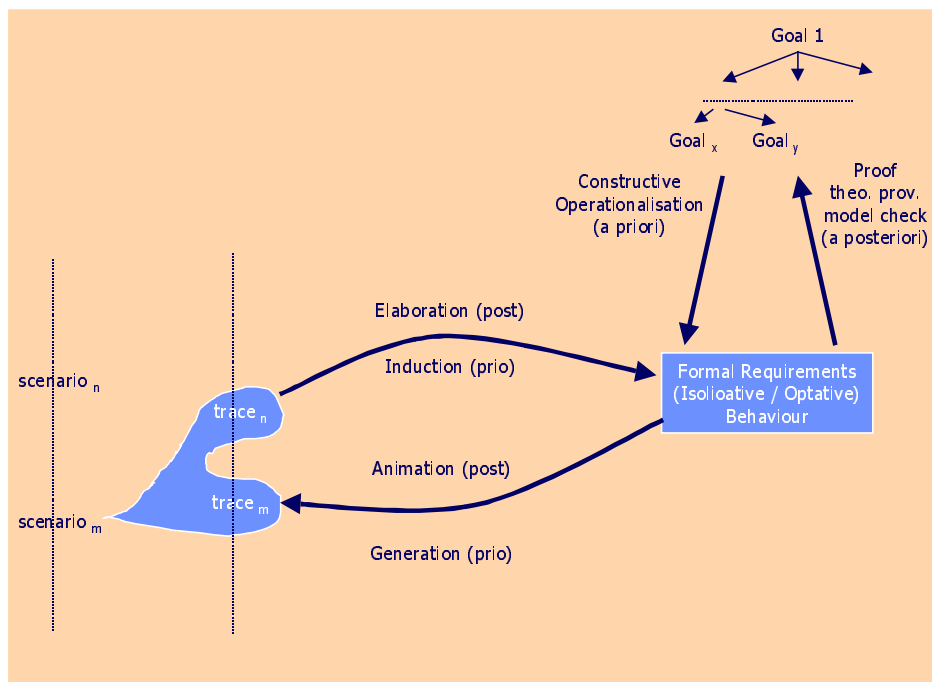 Goal 1
Goal x
Goal y
Constructive
Operationalisation
(a priori)
Proof
theo. prov.
model check
(a posteriori)
Elaboration (post)
Induction (prio)
scenario n
trace n
Formal Requirements
(Isolioative / Optative)
Behaviour
Animation (post)
trace m
scenario m
Generation (prio)